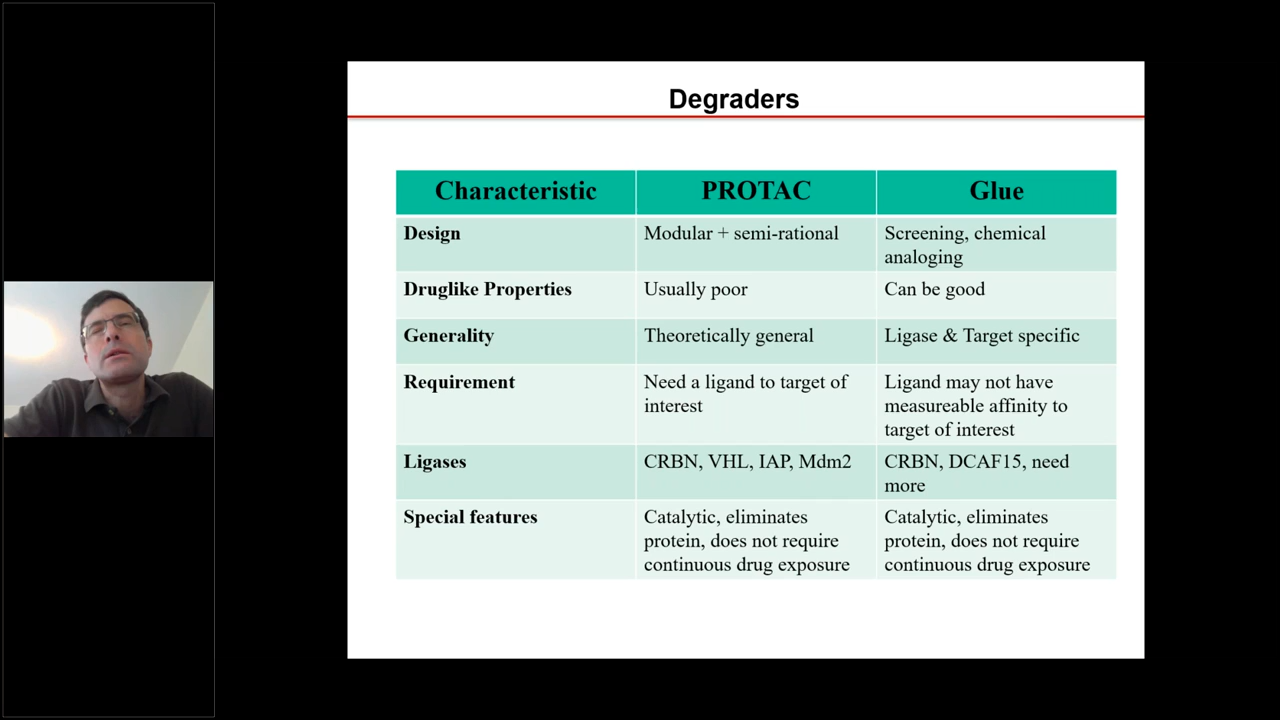 Degraders
Characteristic PROTAC Glue
Design Modular + semi-rational Screening, chemical
analoging
Druglike Properties Usually poor Can be good
Generality Theoretically general Ligase & Target specific
Requirement Need a ligand to target of
interest
Ligand may not have
measureable affinity to
target of interest
Ligases CRBN, VHL, IAP, Mdm2 CRBN, DCAF15, need
more
Special features Catalytic, eliminates
protein, does not require
continuous drug exposure
Catalytic, eliminates
protein, does not require
continuous drug exposure